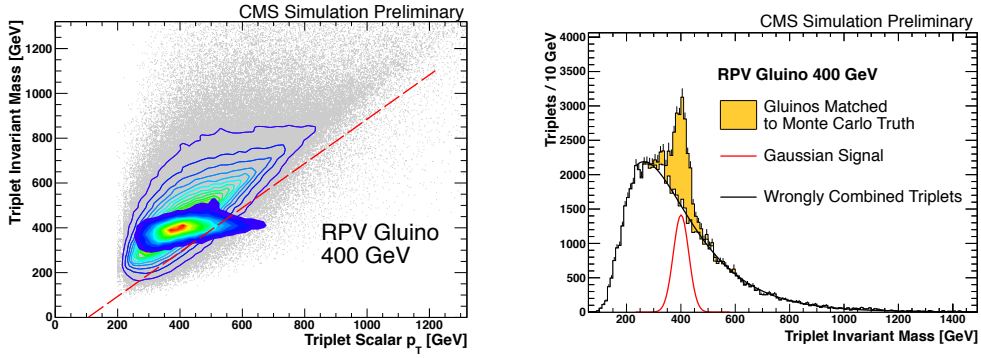 CMS Simulation Preliminary
Triplet Invariant Mass [GeV]
1200
1000
800
600
400
200
0
RPV Gluino
400 GeV
0 200 400 600 800 1000 1200
Triplet Scalar p_T [GeV]
CMS Simulation Preliminary
Triplets / 10 GeV
4000
3500
3000
2500
2000
1500
1000
500
0
RPV Gluino 400 GeV
Gluinos Matched
to Monte Carlo Truth
Gaussian Signal
Wrongly Combined Triplets
200 400 600 800 1000 1200 1400
Triplet Invariant Mass [GeV]